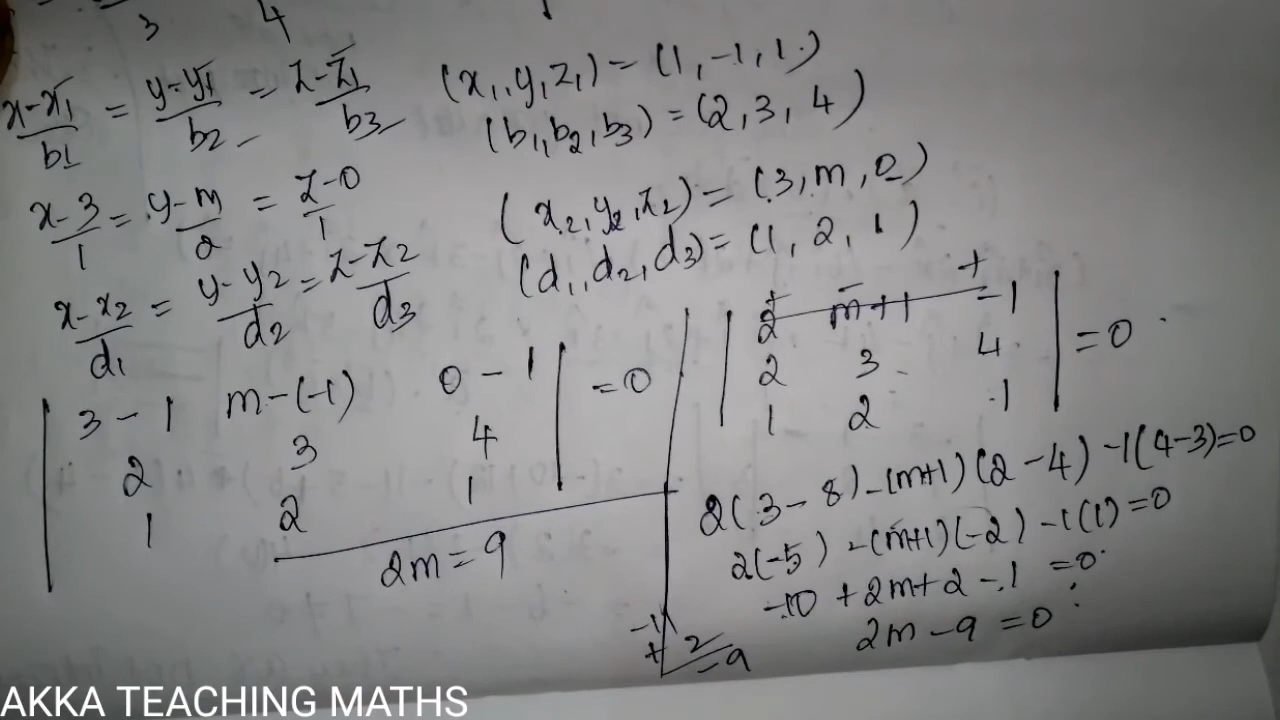 3 4
x-x1/b1 = y-y1/b2 = z-z1/b3 (x1,y1,z1) = (1,-1,1)
(b1,b2,b3) = (2,3,4)
x-3/1 = y-m/2 = z-0/1 (x2,y2,z2) = (3,m,0)
x-x2/d1 = y-y2/d2 = z-z2/d3 (d1,d2,d3) = (1,2,1)
| 3-1 m-(-1) 0-1 |
| 2 3 4 | = 0
| 1 2 1 |
2m = 9
+ - +
| 2 m+1 -1 |
| 2 3 4 | = 0
| 1 2 1 |
2(3-8)-(m+1)(2-4)-1(4-3)=0
2(-5)-(m+1)(-2)-1(1)=0
-10+2m+2-1 =0
2m-9=0
-11
+2
-9
AKKA TEACHING MATHS